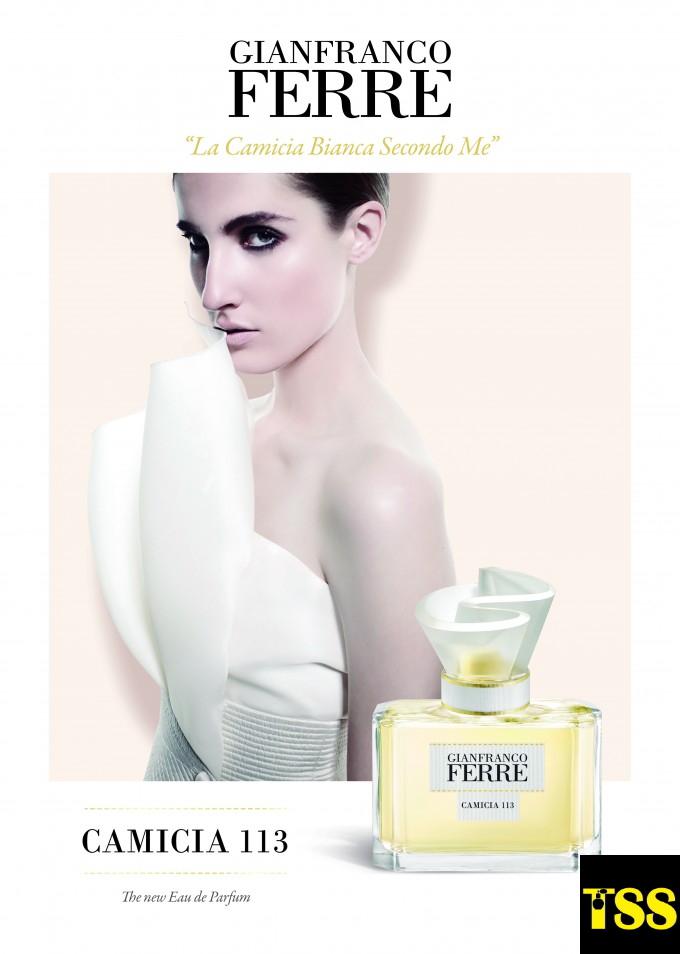 GIANFRANCO
FERRE
“La Camicia Bianca Secondo Me”
GIANFRANCO
FERRE
CAMICIA 113
CAMICIA 113
The new Eau de Parfum
TSS